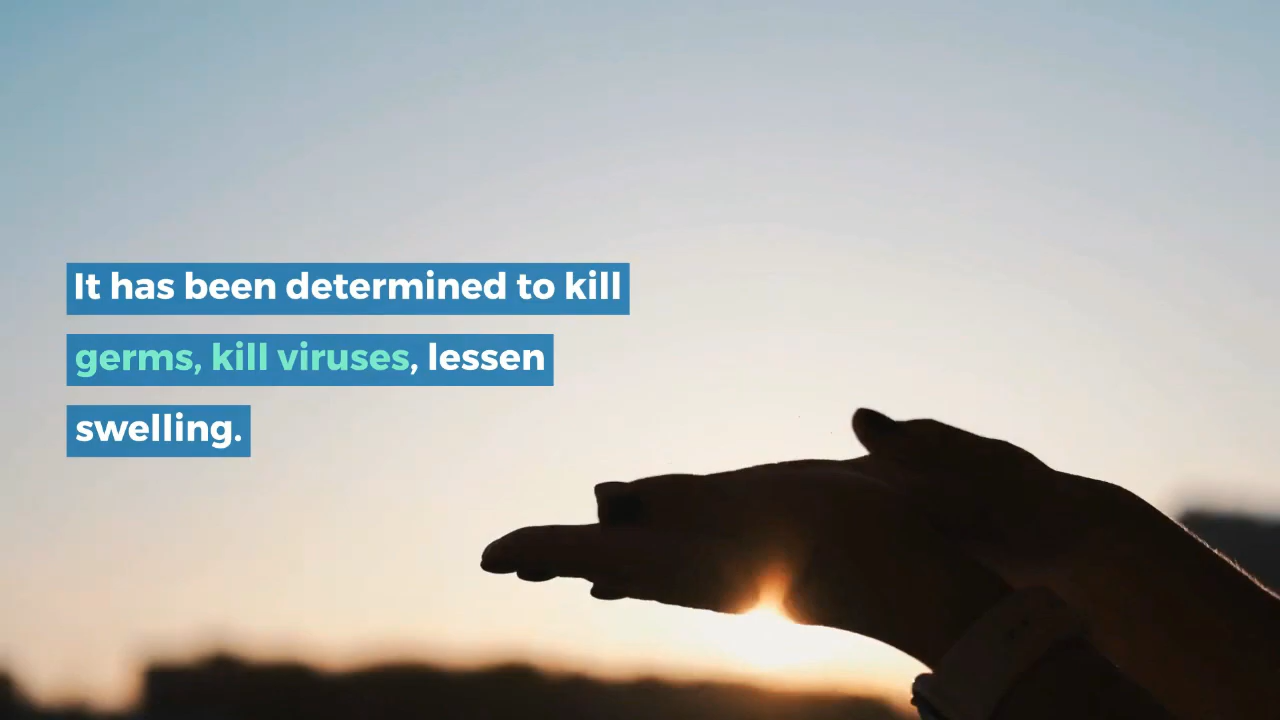 It has been determined to kill
germs, kill viruses, lessen
swelling.